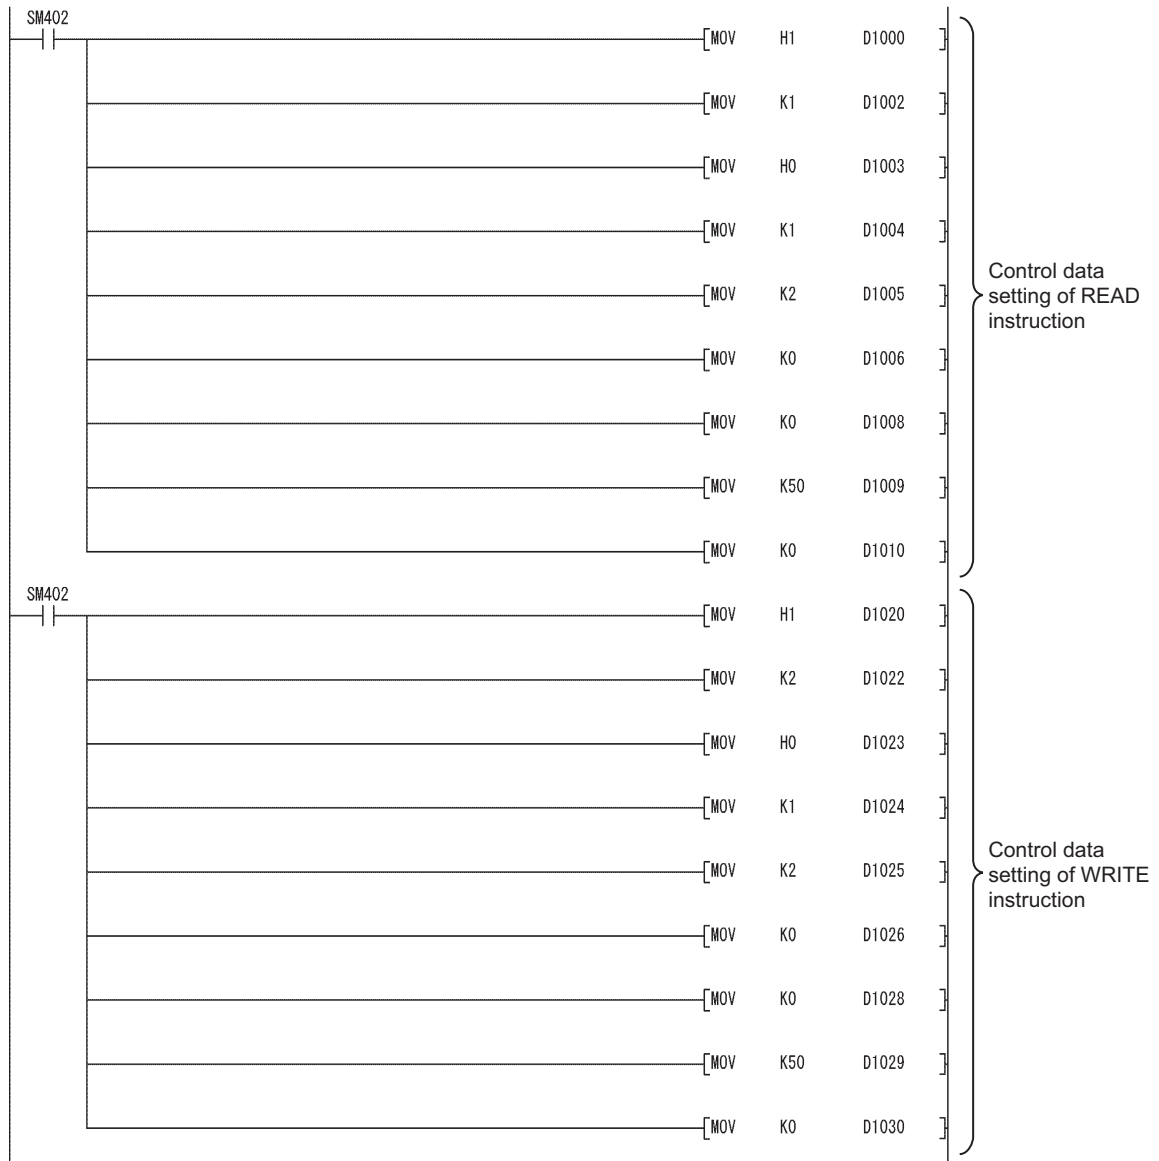 SM402
MOV H1 D1000
MOV K1 D1002
MOV H0 D1003
MOV K1 D1004
MOV K2 D1005
MOV K0 D1006
MOV K0 D1008
MOV K50 D1009
MOV K0 D1010
Control data
setting of READ
instruction
SM402
MOV H1 D1020
MOV K2 D1022
MOV H0 D1023
MOV K1 D1024
MOV K2 D1025
MOV K0 D1026
MOV K0 D1028
MOV K50 D1029
MOV K0 D1030
Control data
setting of WRITE
instruction